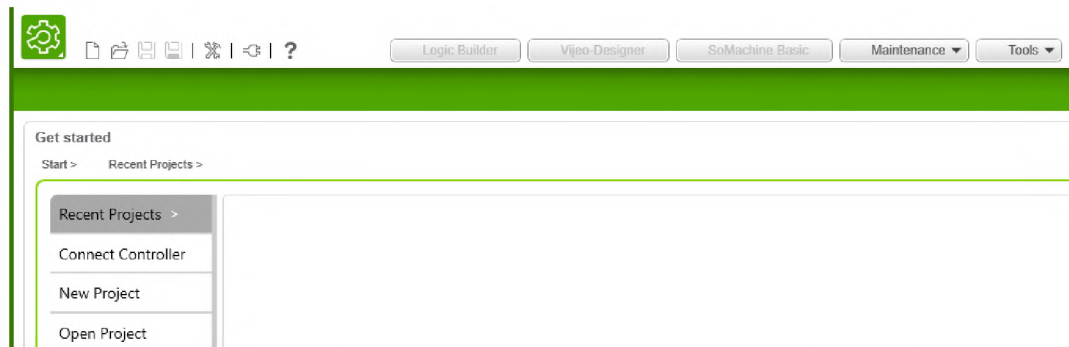 ? Logic Builder Vijeo-Designer SoMachine Basic Maintenance Tools
Get started
Start > Recent Projects >
Recent Projects >
Connect Controller
New Project
Open Project